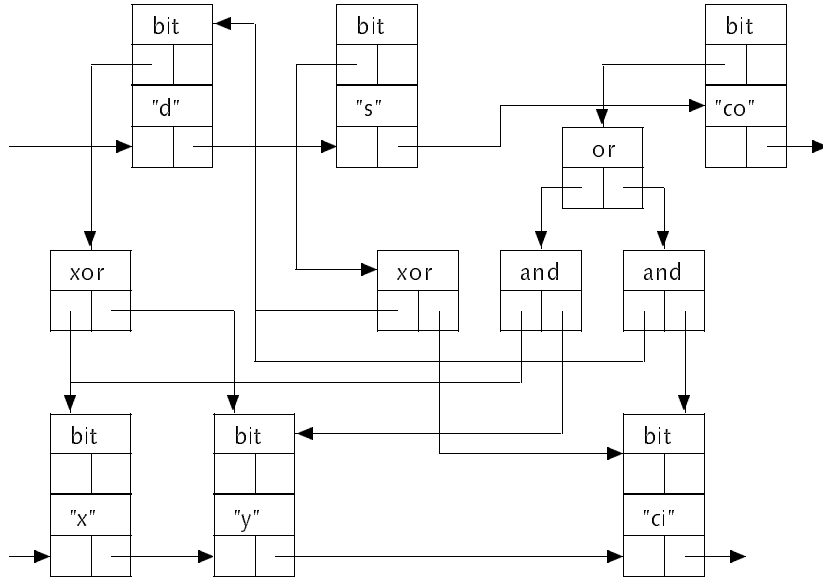 bit
bit
bit
"d"
"s"
"co"
or
xor
xor
and
and
bit
bit
bit
"x"
"y"
"ci"